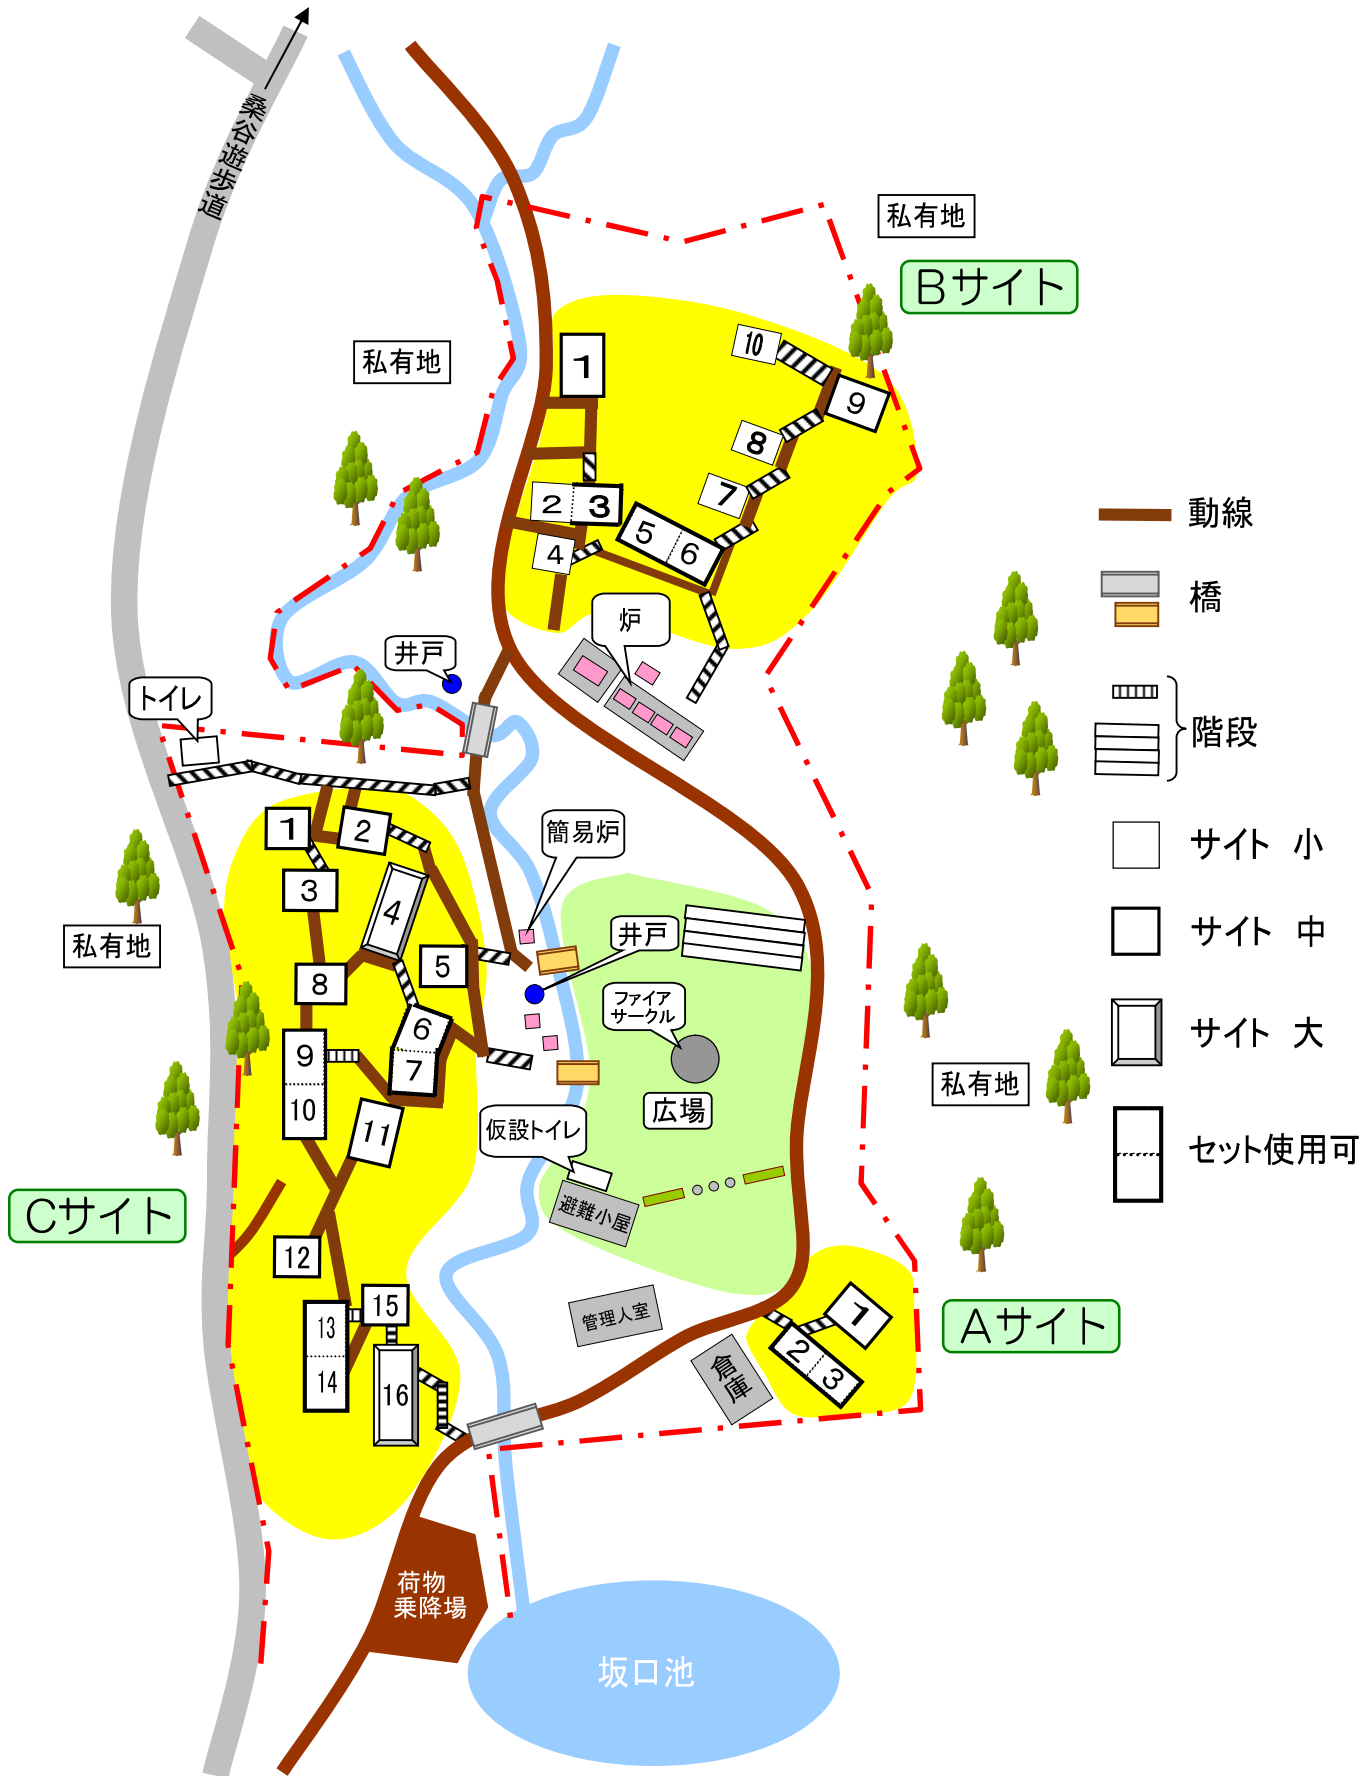 桑谷遊歩道
私有地
Bサイト
10
1
私有地
9
8
7
2
3
5
6
4
動線
炉
橋
井戸
トイレ
階段
簡易炉
1
2
サイト 小
3
4
井戸
サイト 中
私有地
5
8
ファイア
サークル
6
サイト 大
9
7
私有地
10
広場
11
仮設トイレ
セット使用可
避難小屋
Cサイト
12
15
管理人室
1
Aサイト
13
2
3
倉庫
14
16
荷物
乗降場
坂口池